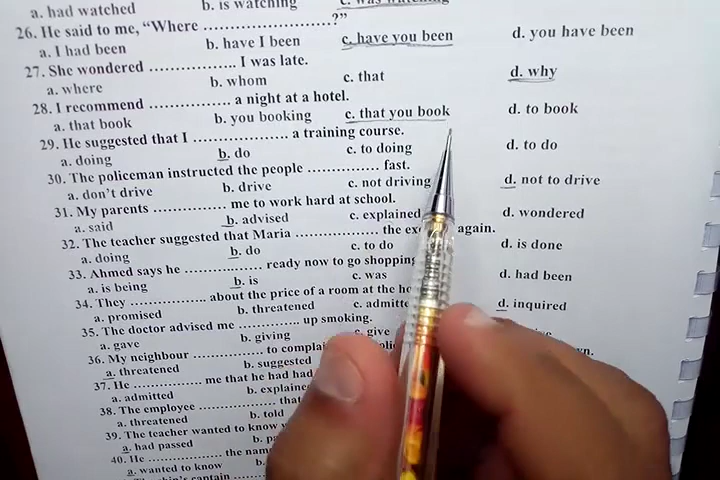 a. had watched b. is watching c. was watching
26. He said to me, “Where ........................?”
a. I had been b. have I been c. have you been d. you have been
27. She wondered ................ I was late.
a. where b. whom c. that d. why
28. I recommend ............... a night at a hotel.
a. that book b. you booking c. that you book d. to book
29. He suggested that I .................. a training course.
a. doing b. do c. to doing d. to do
30. The policeman instructed the people ............. fast.
a. don’t drive b. drive c. not driving d. not to drive
31. My parents ............. me to work hard at school.
a. said b. advised c. explained d. wondered
32. The teacher suggested that Maria ................ the again.
a. doing b. do c. to do d. is done
33. Ahmed says he ............... ready now to go shopping
a. is being b. is c. was d. had been
34. They ................ about the price of a room at the
a. promised b. threatened c. d. inquired
35. The doctor advised me ............ up smoking.
a. gave b. giving c. give
36. My neighbour .............. to
a. threatened b. suggested
37. He ............... me that he had had
a. admitted b.
38. The employee ............... that
a. threatened b. told
39. The teacher wanted to know
a. had passed b.
40. He ................ the
a. wanted to know b.
captain